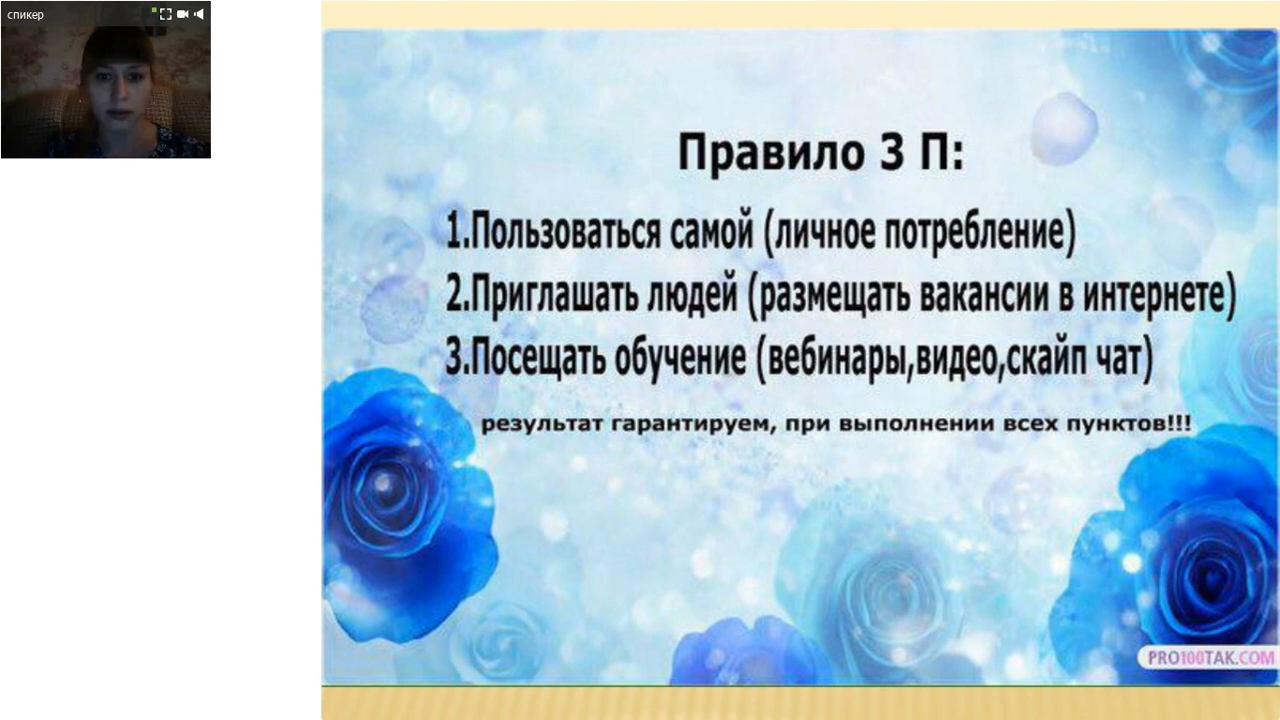 спикер
Правило 3 П:
1.Пользоваться самой (личное потребление)
2.Приглашать людей (размещать вакансии в интернете)
3.Посещать обучение (вебинары,видео,скайп чат)
результат гарантируем, при выполнении всех пунктов!!!
PRO100TAK.COM